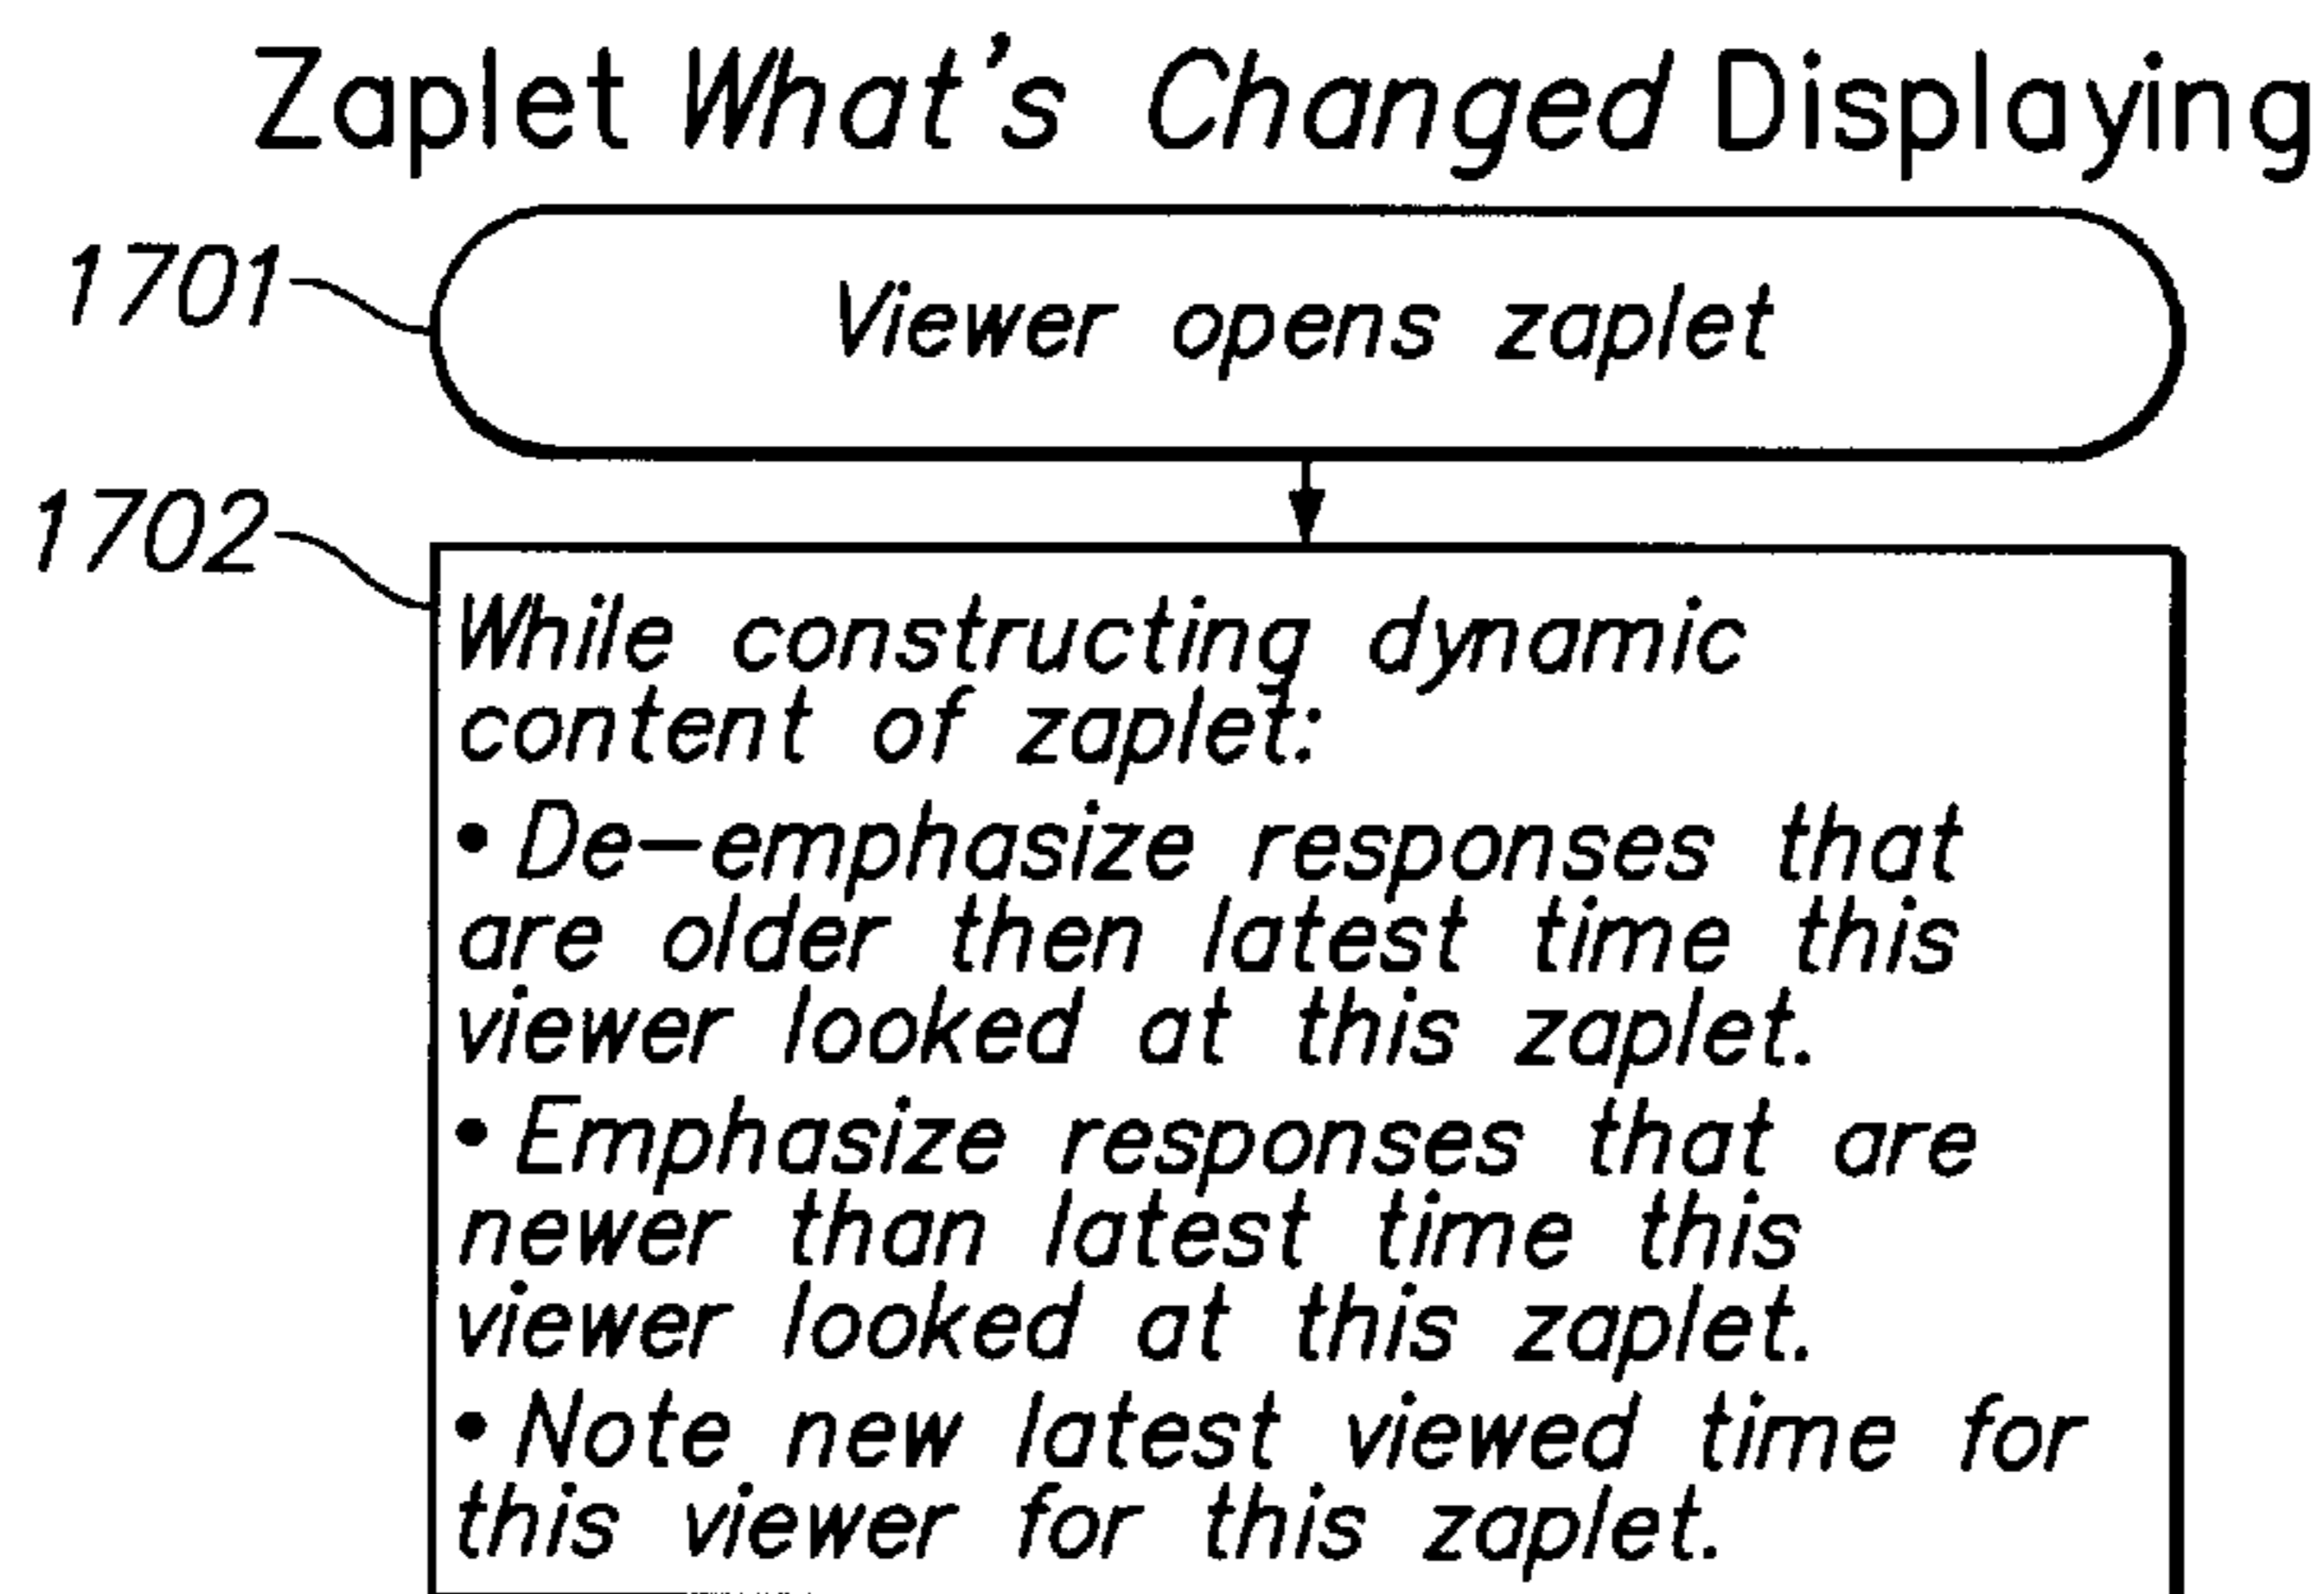 Zaplet What's Changed Displaying
1701
Viewer opens zaplet
1702
While constructing dynamic
content of zaplet:
• De–emphasize responses that
are older then latest time this
viewer looked at this zaplet.
• Emphasize responses that are
newer than latest time this
viewer looked at this zaplet.
• Note new latest viewed time for
this viewer for this zaplet.